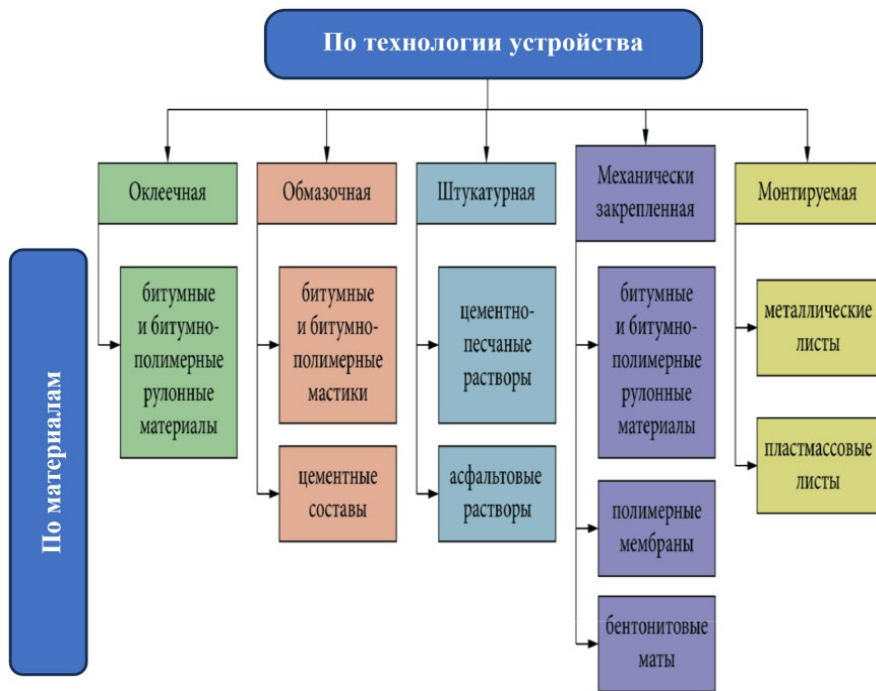 По технологии устройства
Оклеечная
Обмазочная
Штукатурная
Механически
закрепленная
Монтируемая
По материалам
битумные
и битумно-
полимерные
рулонные
материалы
битумные
и битумно-
полимерные
мастики
цементные
составы
цементно-
песчаные
растворы
асфальтовые
растворы
битумные
и битумно-
полимерные
рулонные
материалы
полимерные
мембраны
бентонитовые
маты
металлические
листы
пластмассовые
листы